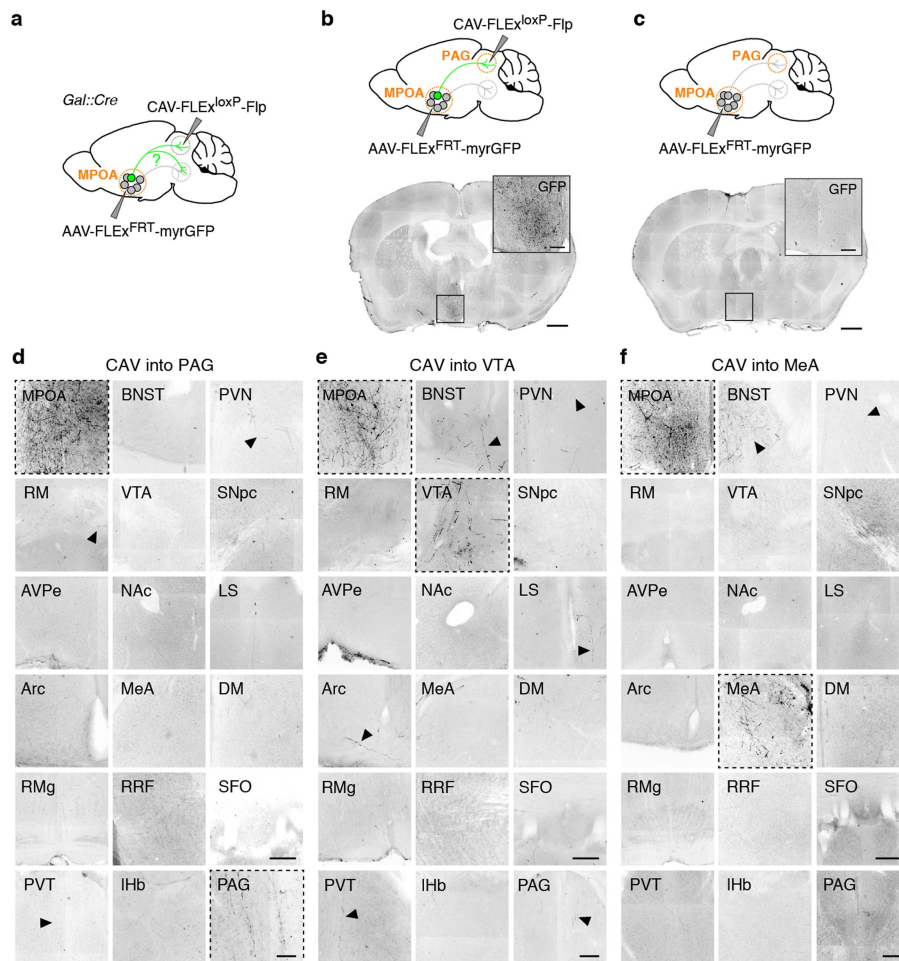 a
Gal::Cre
CAV-FLEx^loxP-Flp
MPOA
?
AAV-FLEx^FRT-myrGFP
b
CAV-FLEx^loxP-Flp
PAG
MPOA
AAV-FLEx^FRT-myrGFP
GFP
c
PAG
MPOA
AAV-FLEx^FRT-myrGFP
GFP
d
CAV into PAG
MPOA BNST PVN
RM VTA SNpc
AVPe NAc LS
Arc MeA DM
RMg RRF SFO
PVT lHb PAG
e
CAV into VTA
MPOA BNST PVN
RM VTA SNpc
AVPe NAc LS
Arc MeA DM
RMg RRF SFO
PVT lHb PAG
f
CAV into MeA
MPOA BNST PVN
RM VTA SNpc
AVPe NAc LS
Arc MeA DM
RMg RRF SFO
PVT lHb PAG